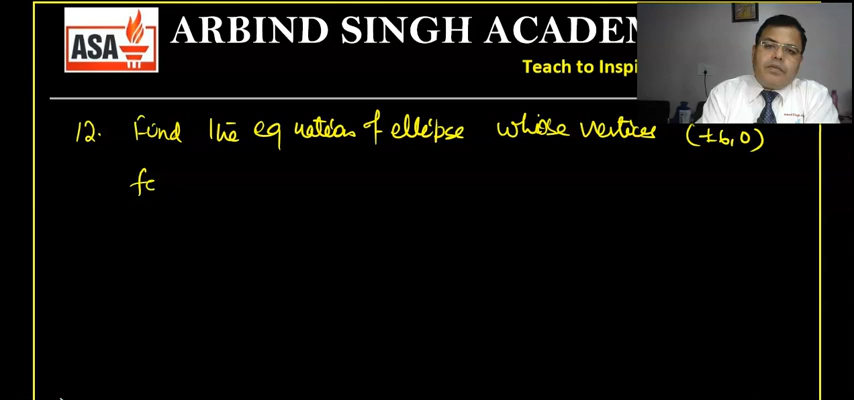 ASA
ARBIND SINGH ACADEM
Teach to Inspi
12. Find the equation of ellipse whose vertices (±6,0)
fc